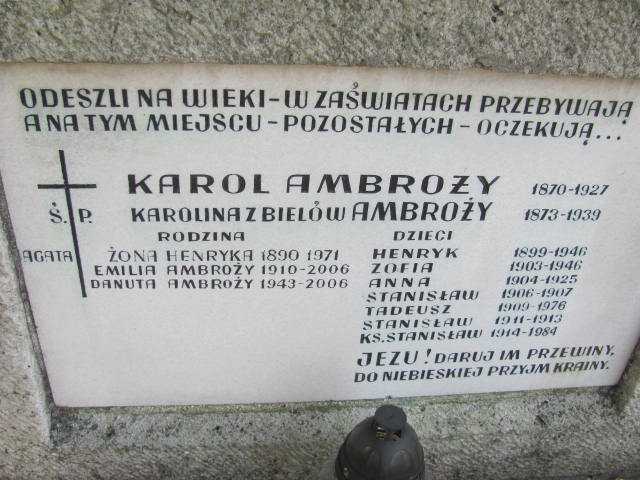 ODESZLI NA WIEKI-W ZAŚWIATACH PRZEBYWAJĄ
A NA TYM MIEJSCU - POZOSTAŁYCH - OCZEKUJĄ...
KAROL AMBROŻY 1870-1927
Ś.P. KAROLINA Z BIELÓW AMBROŻY 1873-1939
RODZINA
AGATA ŻONA HENRYKA 1890 1971
EMILIA AMBROŻY 1910-2006
DANUTA AMBROŻY 1943-2006
DZIECI
HENRYK 1899-1946
ZOFIA 1903-1946
ANNA 1904-1925
STANISŁAW 1906-1907
TADEUSZ 1909-1976
STANISŁAW 1911-1913
KS. STANISŁAW 1914-1984
JEZU! DARUJ IM PRZEWINY,
DO NIEBIESKIEJ PRZYJM KRAINY.